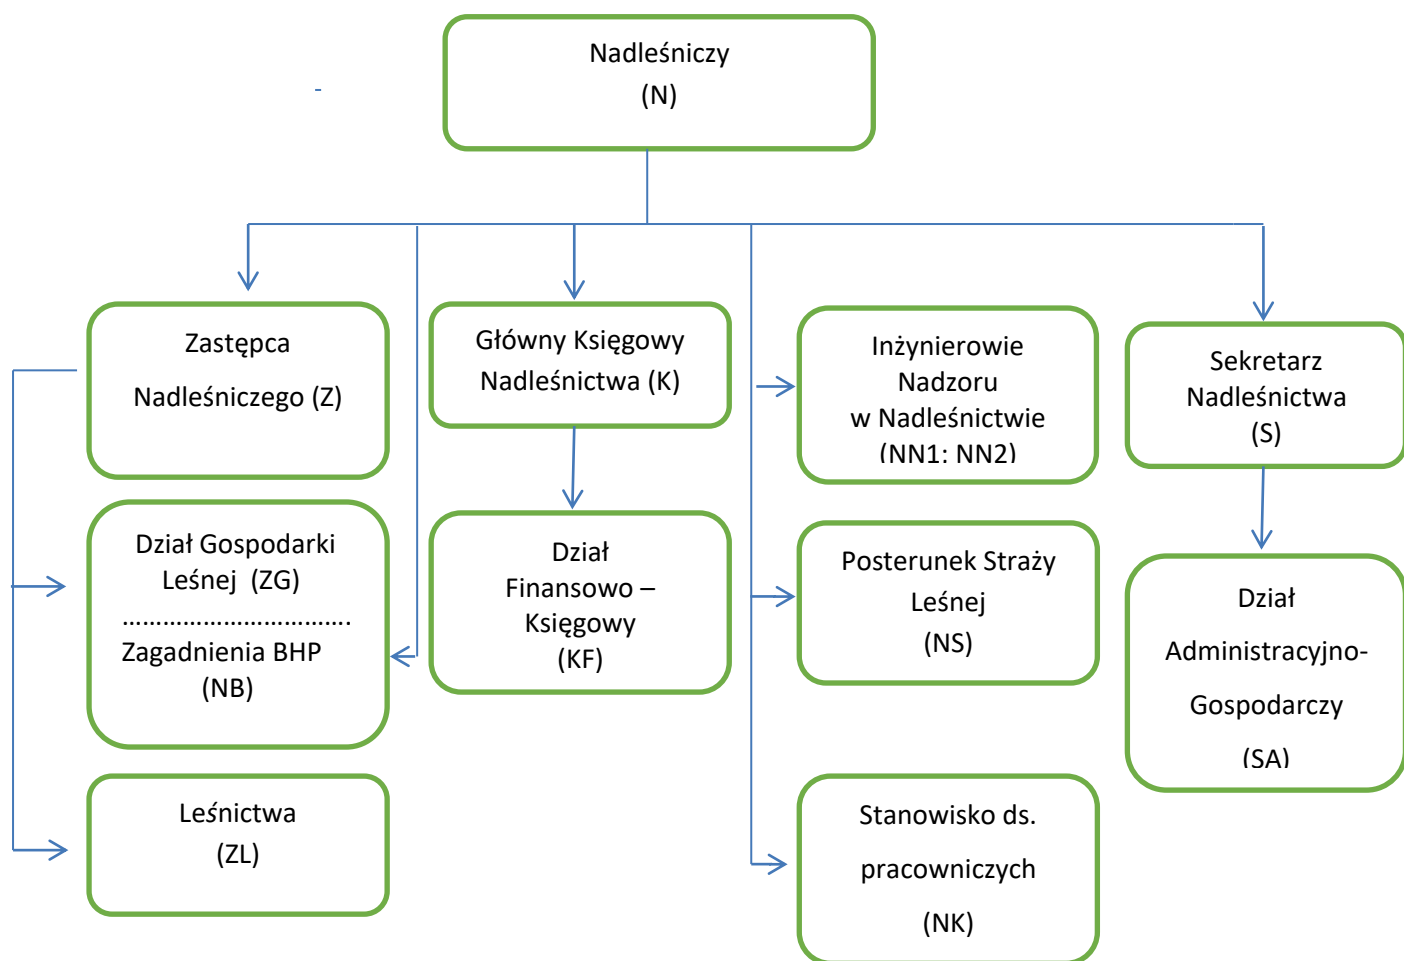 Nadleśniczy
(N)
Zastępca
Nadleśniczego (Z)
Główny Księgowy
Nadleśnictwa (K)
Inżynierowie
Nadzoru
w Nadleśnictwie
(NN1: NN2)
Sekretarz
Nadleśnictwa
(S)
Dział Gospodarki
Leśnej (ZG)
…………………………….
Zagadnienia BHP
(NB)
Dział
Finansowo –
Księgowy
(KF)
Posterunek Straży
Leśnej
(NS)
Dział
Administracyjno-
Gospodarczy
(SA)
Leśnictwa
(ZL)
Stanowisko ds.
pracowniczych
(NK)